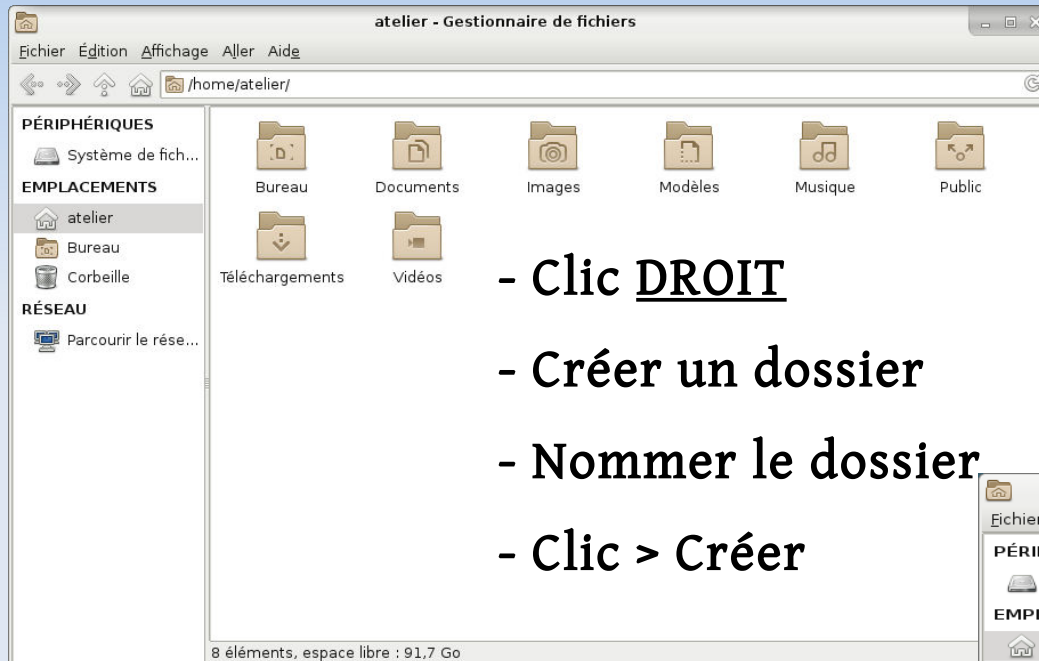 atelier - Gestionnaire de fichiers
Fichier Édition Affichage Aller Aide
/home/atelier/
PÉRIPHÉRIQUES
Système de fich...
EMPLACEMENTS
atelier
Bureau
Corbeille
RÉSEAU
Parcourir le rése...
Bureau Documents Images Modèles Musique Public
Téléchargements Vidéos
- Clic DROIT
- Créer un dossier
- Nommer le dossier
- Clic > Créer
8 éléments, espace libre : 91,7 Go
Fichier
PÉRI
EMPL